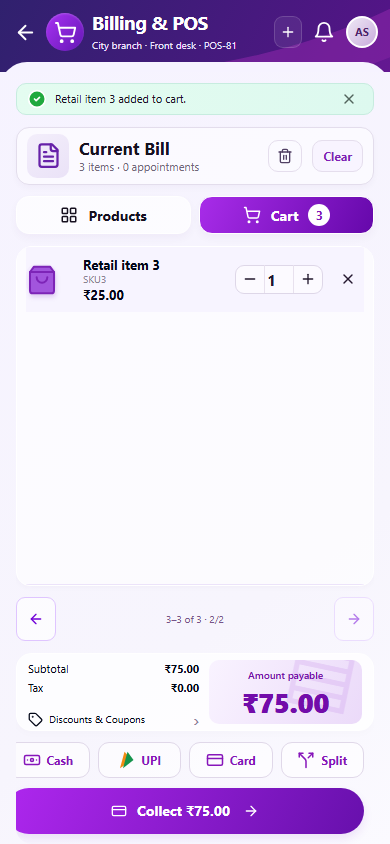 Billing & POS
City branch · Front desk · POS-81
AS
Retail item 3 added to cart.
Current Bill
3 items · 0 appointments
Clear
Products
Cart 3
Retail item 3
SKU3
₹25.00
1
3–3 of 3 · 2/2
Subtotal ₹75.00
Tax ₹0.00
Discounts & Coupons
Amount payable
₹75.00
Cash
UPI
Card
Split
Collect ₹75.00